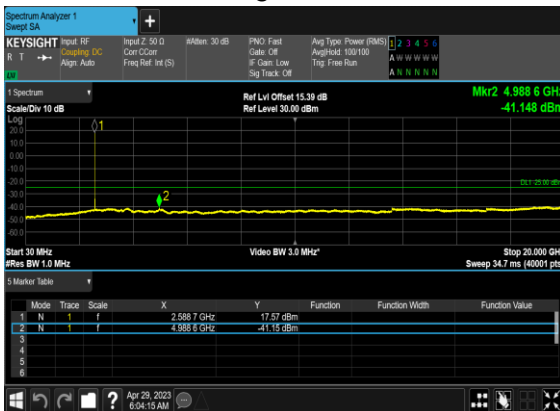 Spectrum Analyzer 1
Swept SA
+
KEYSIGHT Input: RF Input Z: 50 Ω #Atten: 30 dB PNO: Fast Avg Type: Power (RMS) 1 2 3 4 5 6
R T Coupling: DC Corr CCorr Gate: Off Avg|Hold: 100/100 A W W W W W
Align: Auto Freq Ref: Int (S) IF Gain: Low Trig: Free Run
LV Sig Track: Off A N N N N N
1 Spectrum Ref Lvl Offset 15.39 dB Mkr2 4.988 6 GHz
Scale/Div 10 dB Ref Level 30.00 dBm -41.148 dBm
Log
20.0
10.0
0.00
-10.0
-20.0
-30.0
-40.0
-50.0
-60.0
1
2
DL1 -25.00 dBm
Start 30 MHz Video BW 3.0 MHz* Stop 20.000 GHz
#Res BW 1.0 MHz Sweep 34.7 ms (40001 pts)
5 Marker Table
Mode Trace Scale X Y Function Function Width Function Value
1 N 1 f 2.588 7 GHz 17.57 dBm
2 N 1 f 4.988 6 GHz -41.15 dBm
3
4
5
6
? Apr 29, 2023
6:04:15 AM